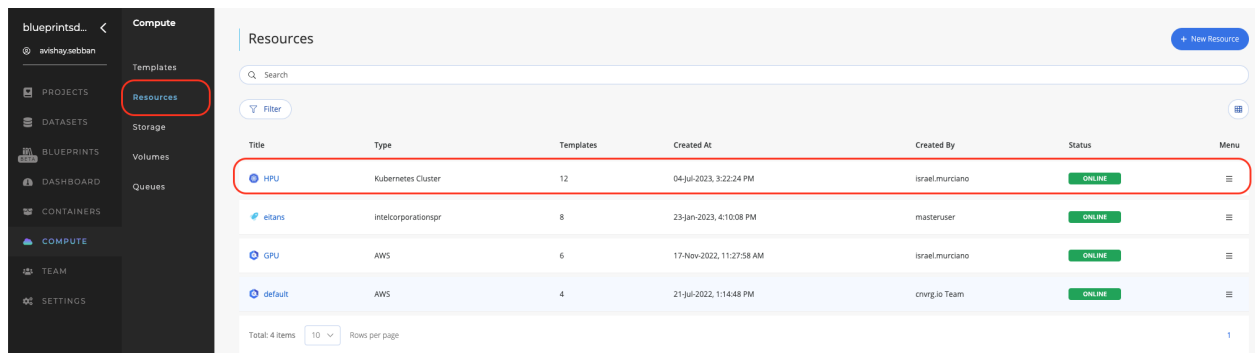 blueprintsd...
avishay.sebban
PROJECTS
DATASETS
BLUEPRINTS
BETA
DASHBOARD
CONTAINERS
COMPUTE
TEAM
SETTINGS
Compute
Templates
Resources
Storage
Volumes
Queues
Resources
+ New Resource
Search
Filter
Title Type Templates Created At Created By Status Menu
HPU Kubernetes Cluster 12 04-Jul-2023, 3:22:24 PM israel.murciano ONLINE
eitans intelcorporationspr 8 23-Jan-2023, 4:10:08 PM masteruser ONLINE
GPU AWS 6 17-Nov-2022, 11:27:58 AM israel.murciano ONLINE
default AWS 4 21-Jul-2022, 1:14:48 PM cnvrg.io Team ONLINE
Total: 4 items 10 Rows per page 1